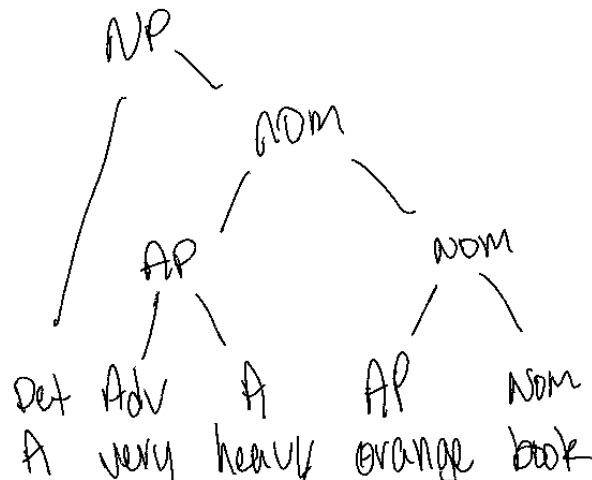 NP
NOM
AP NOM
Det Adv A AP NOM
A very heavy orange book